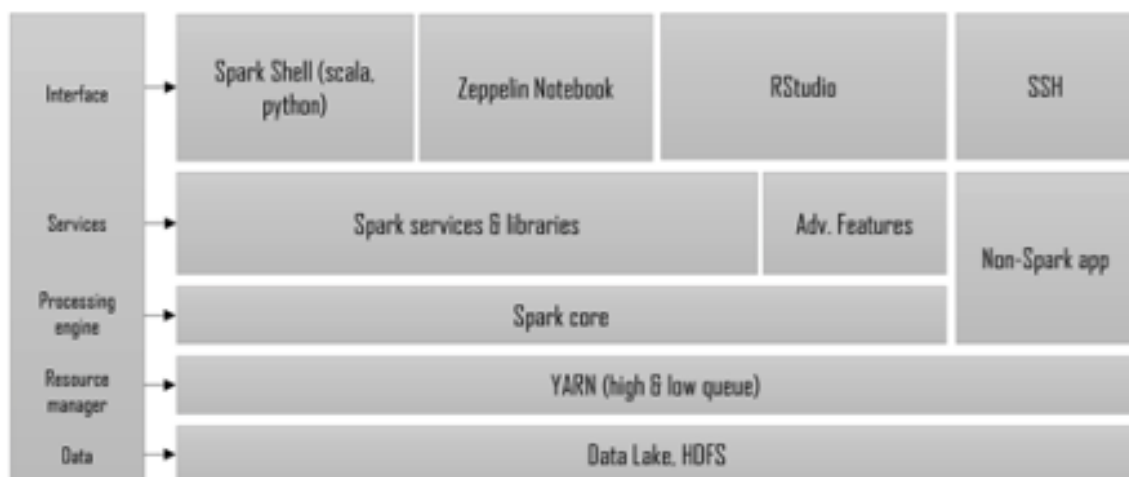 Interface
Spark Shell (scala,
python)
Zeppelin Notebook
RStudio
SSH
Services
Spark services & libraries
Adv. Features
Non-Spark app
Processing
engine
Spark core
Resource
manager
YARN (high & low queue)
Data
Data Lake, HDFS